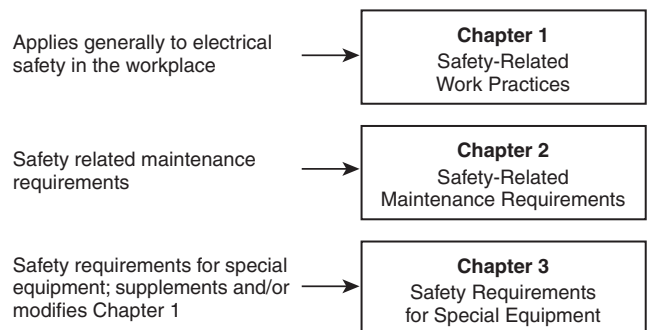 Applies generally to electrical
safety in the workplace
Chapter 1
Safety-Related
Work Practices
Safety related maintenance
requirements
Chapter 2
Safety-Related
Maintenance Requirements
Safety requirements for special
equipment; supplements and/or
modifies Chapter 1
Chapter 3
Safety Requirements
for Special Equipment